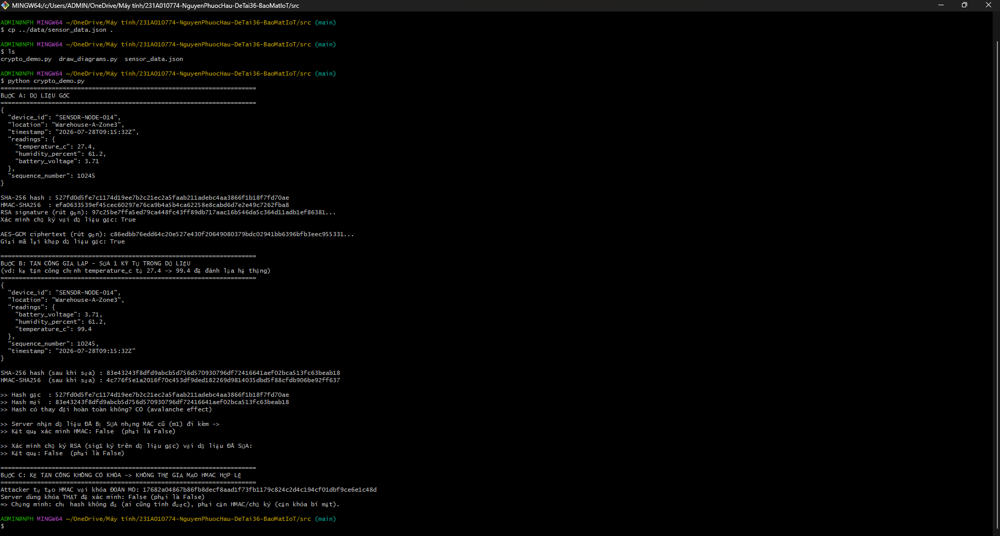 MINGW64:/c/Users/ADMIN/OneDrive/Máy tính/231A010774-NguyenPhuocHau-DeTai36-BaoMatIoT/src
ADMIN@NPH MINGW64 ~/OneDrive/Máy tính/231A010774-NguyenPhuocHau-DeTai36-BaoMatIoT/src (main)
$ cp ../data/sensor_data.json .
ADMIN@NPH MINGW64 ~/OneDrive/Máy tính/231A010774-NguyenPhuocHau-DeTai36-BaoMatIoT/src (main)
$ ls
crypto_demo.py  draw_diagrams.py  sensor_data.json
ADMIN@NPH MINGW64 ~/OneDrive/Máy tính/231A010774-NguyenPhuocHau-DeTai36-BaoMatIoT/src (main)
$ python crypto_demo.py
======================================================================
BƯỚC A: DỮ LIỆU GỐC
======================================================================
{
  "device_id": "SENSOR-NODE-014",
  "location": "Warehouse-A-Zone3",
  "timestamp": "2026-07-28T09:15:32Z",
  "readings": {
    "temperature_c": 27.4,
    "humidity_percent": 61.2,
    "battery_voltage": 3.71
  },
  "sequence_number": 10245
}
SHA-256 hash : 527fd0d5fe7c1174d19ee7b2c21ec2a5faab211adebc4aa3866f1b18f7fd70ae
HMAC-SHA256  : efa0633539ef45cec60297e76ca9b4a5b4ca62258e8cabd6d7e2e49c7262fba8
RSA signature (rút gọn): 97c25be7ffa5ed79ca448fc43ff89db717aac16b546da5c364d11adb1ef86381...
Xác minh chữ ký với dữ liệu gốc: True
AES-GCM ciphertext (rút gọn): c86edbb76edd64c20e527e430f20649080379bdc02941bb6396bfb3eec955331...
Giải mã lại khớp dữ liệu gốc: True
======================================================================
BƯỚC B: TẤN CÔNG GIẢ LẬP - SỬA 1 KÝ TỰ TRONG DỮ LIỆU
(vd: kẻ tấn công chỉnh temperature_c từ 27.4 -> 99.4 để đánh lừa hệ thống)
======================================================================
{
  "device_id": "SENSOR-NODE-014",
  "location": "Warehouse-A-Zone3",
  "readings": {
    "battery_voltage": 3.71,
    "humidity_percent": 61.2,
    "temperature_c": 99.4
  },
  "sequence_number": 10245,
  "timestamp": "2026-07-28T09:15:32Z"
}
SHA-256 hash (sau khi sửa) : 83e43243f8dfd9abcb5d756d570930796df72416641aef02bca513fc63beab18
HMAC-SHA256  (sau khi sửa) : 4c776f5e1a2016f70c453df9ded182269d9814035dbd5f88cfdb906be92ff637
>> Hash gốc  : 527fd0d5fe7c1174d19ee7b2c21ec2a5faab211adebc4aa3866f1b18f7fd70ae
>> Hash mới  : 83e43243f8dfd9abcb5d756d570930796df72416641aef02bca513fc63beab18
>> Hash có thay đổi hoàn toàn không? CÓ (avalanche effect)
>> Server nhận dữ liệu ĐÃ BỊ SỬA nhưng MAC cũ (m1) đi kèm ->
>> Kết quả xác minh HMAC: False  (phải là False)
>> Xác minh chữ ký RSA (sig1 ký trên dữ liệu gốc) với dữ liệu ĐÃ SỬA:
>> Kết quả: False  (phải là False)
======================================================================
BƯỚC C: KẺ TẤN CÔNG KHÔNG CÓ KHÓA -> KHÔNG THỂ GIẢ MẠO HMAC HỢP LỆ
======================================================================
Attacker tự tạo HMAC với khóa ĐOÁN MÒ: 17682a04867b86fb8decf8aad1f73fb1179c824c2d4c194cf01dbf9ce6e1c48d
Server dùng khóa THẬT để xác minh: False (phải là False)
=> Chứng minh: chỉ hash không đủ (ai cũng tính được), phải cần HMAC/chữ ký (cần khóa bí mật).
ADMIN@NPH MINGW64 ~/OneDrive/Máy tính/231A010774-NguyenPhuocHau-DeTai36-BaoMatIoT/src (main)
$